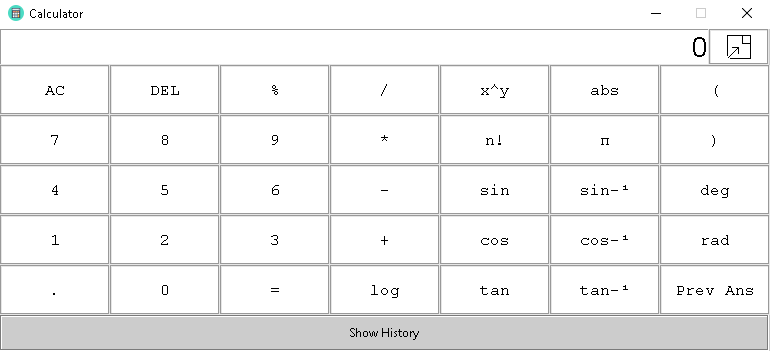 Calculator
0
AC DEL % / x^y abs (
7 8 9 * n! π )
4 5 6 - sin sin-¹ deg
1 2 3 + cos cos-¹ rad
. 0 = log tan tan-¹ Prev Ans
Show History